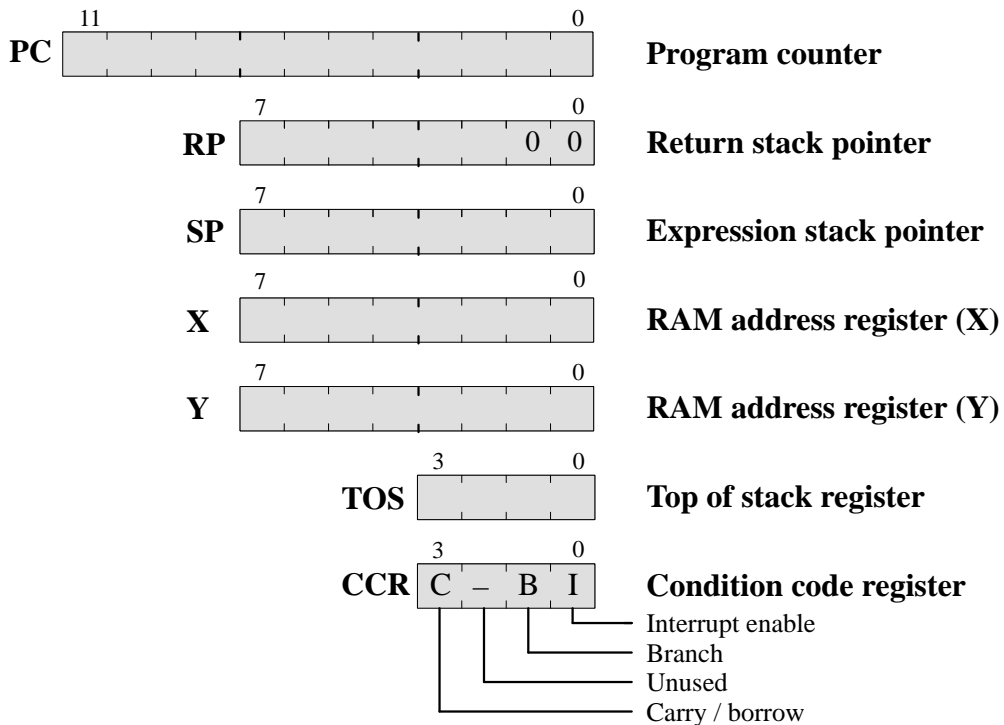 11 0
PC Program counter
7 0
RP 0 0 Return stack pointer
7 0
SP Expression stack pointer
7 0
X RAM address register (X)
7 0
Y RAM address register (Y)
3 0
TOS Top of stack register
3 0
CCR C – B I Condition code register
Interrupt enable
Branch
Unused
Carry / borrow